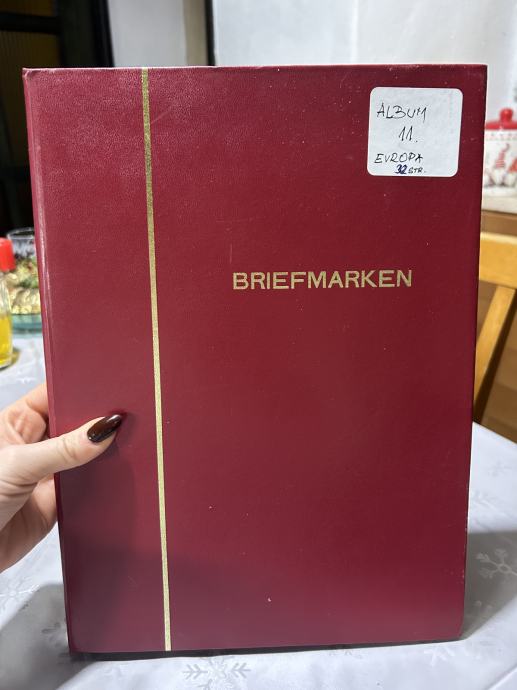 ALBUM
11.
EVROPA
32 STR.
BRIEFMARKEN